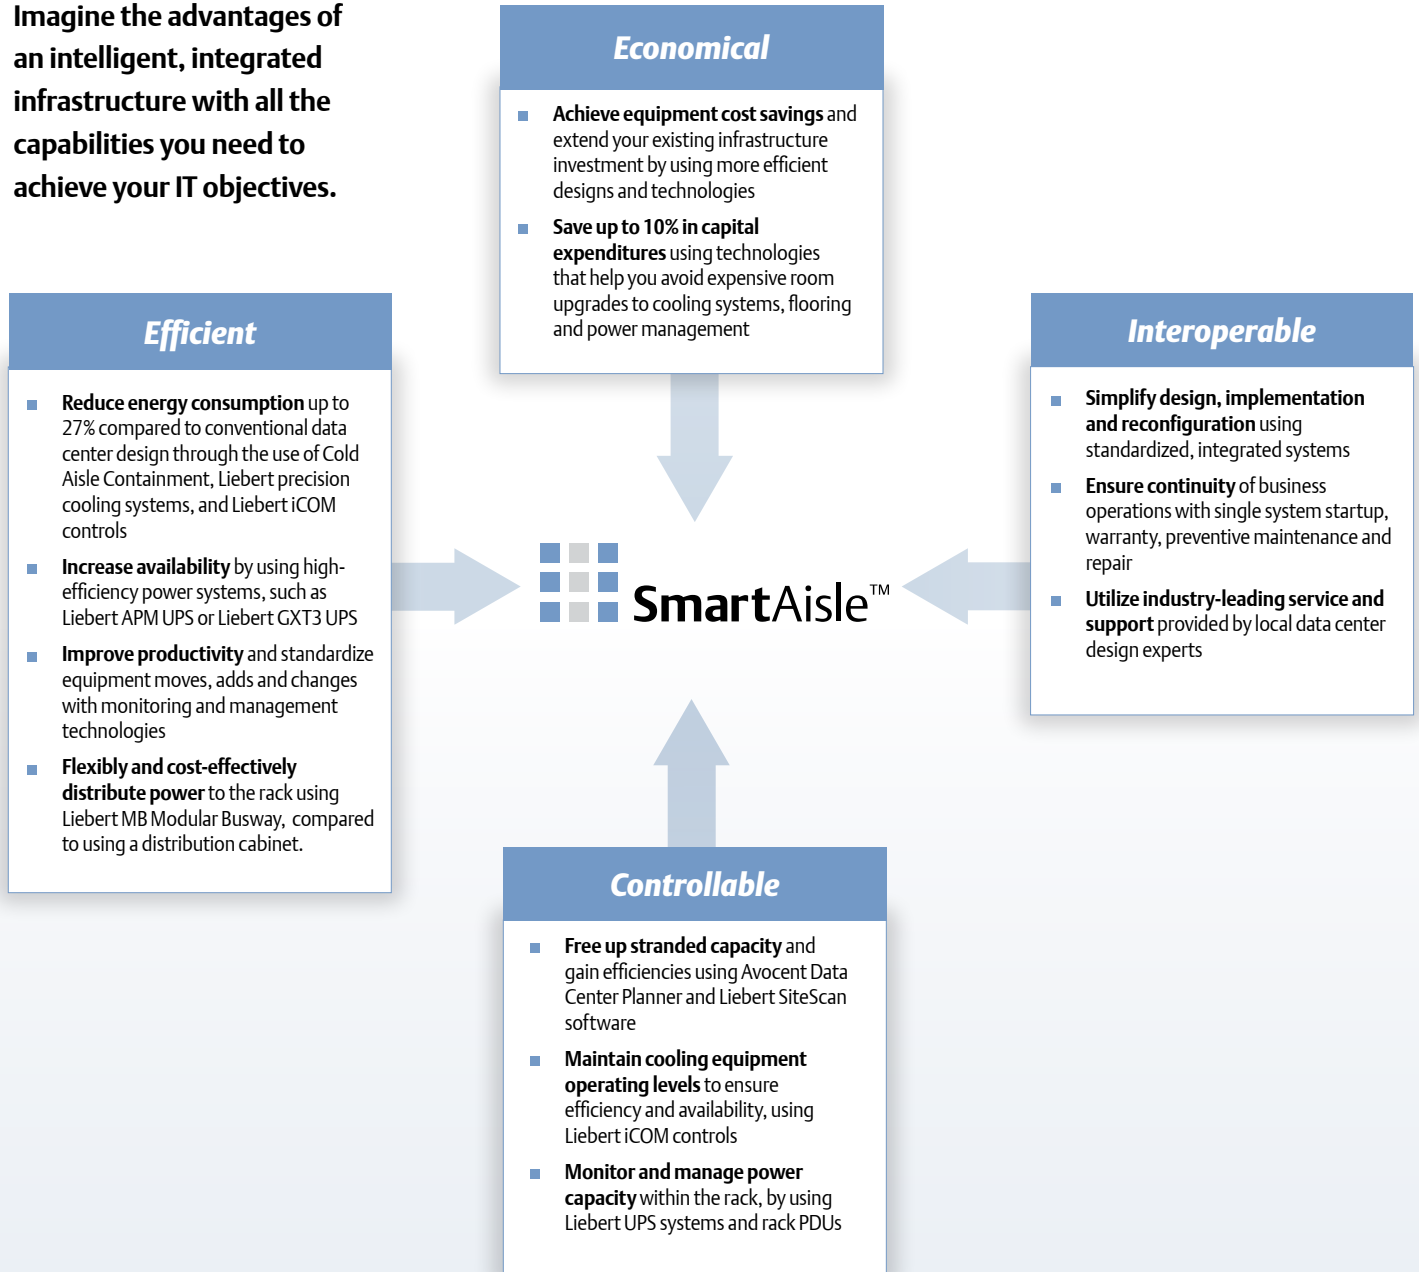 Imagine the advantages of
an intelligent, integrated
infrastructure with all the
capabilities you need to
achieve your IT objectives.
Economical
Achieve equipment cost savings and
extend your existing infrastructure
investment by using more efficient
designs and technologies
Save up to 10% in capital
expenditures using technologies
that help you avoid expensive room
upgrades to cooling systems, flooring
and power management
Efficient
Reduce energy consumption up to
27% compared to conventional data
center design through the use of Cold
Aisle Containment, Liebert precision
cooling systems, and Liebert iCOM
controls
Increase availability by using high-
efficiency power systems, such as
Liebert APM UPS or Liebert GXT3 UPS
Improve productivity and standardize
equipment moves, adds and changes
with monitoring and management
technologies
Flexibly and cost-effectively
distribute power to the rack using
Liebert MB Modular Busway, compared
to using a distribution cabinet.
SmartAisle™
Interoperable
Simplify design, implementation
and reconfiguration using
standardized, integrated systems
Ensure continuity of business
operations with single system startup,
warranty, preventive maintenance and
repair
Utilize industry-leading service and
support provided by local data center
design experts
Controllable
Free up stranded capacity and
gain efficiencies using Avocent Data
Center Planner and Liebert SiteScan
software
Maintain cooling equipment
operating levels to ensure
efficiency and availability, using
Liebert iCOM controls
Monitor and manage power
capacity within the rack, by using
Liebert UPS systems and rack PDUs